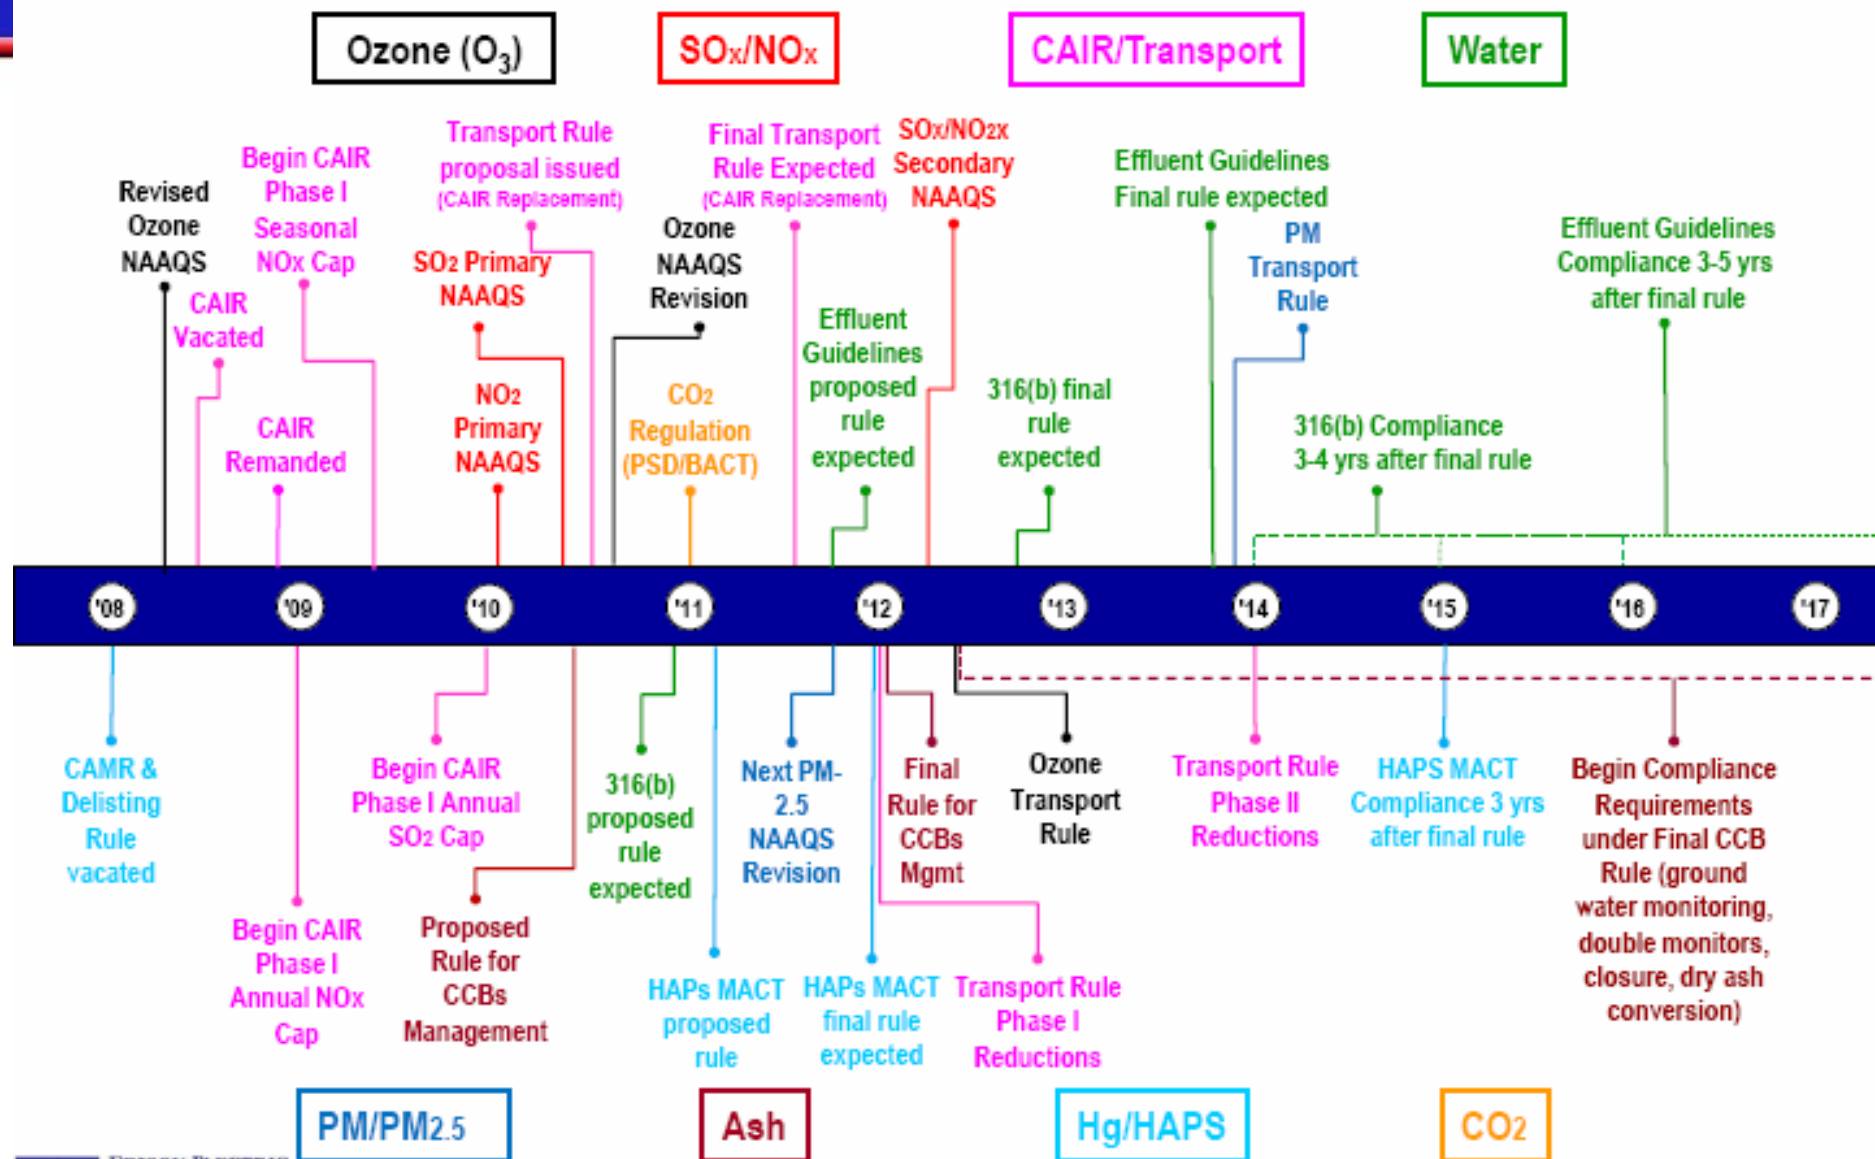 Ozone (O3)
SOx/NOx
CAIR/Transport
Water
Revised
Ozone
NAAQS
CAIR
Vacated
Begin CAIR
Phase I
Seasonal
NOx Cap
CAIR
Remanded
Transport Rule
proposal issued
(CAIR Replacement)
SO2 Primary
NAAQS
NO2
Primary
NAAQS
Ozone
NAAQS
Revision
CO2
Regulation
(PSD/BACT)
Final Transport
Rule Expected
(CAIR Replacement)
Effluent
Guidelines
proposed
rule
expected
SOx/NO2x
Secondary
NAAQS
316(b) final
rule
expected
Effluent Guidelines
Final rule expected
PM
Transport
Rule
316(b) Compliance
3-4 yrs after final rule
Effluent Guidelines
Compliance 3-5 yrs
after final rule
'08 '09 '10 '11 '12 '13 '14 '15 '16 '17
CAMR &
Delisting
Rule
vacated
Begin CAIR
Phase I
Annual NOx
Cap
Begin CAIR
Phase I Annual
SO2 Cap
Proposed
Rule for
CCBs
Management
316(b)
proposed
rule
expected
HAPs MACT
proposed
rule
Next PM-
2.5
NAAQS
Revision
HAPs MACT
final rule
expected
Final
Rule for
CCBs
Mgmt
Transport Rule
Phase I
Reductions
Ozone
Transport
Rule
Transport Rule
Phase II
Reductions
HAPS MACT
Compliance 3 yrs
after final rule
Begin Compliance
Requirements
under Final CCB
Rule (ground
water monitoring,
double monitors,
closure, dry ash
conversion)
PM/PM2.5
Ash
Hg/HAPS
CO2